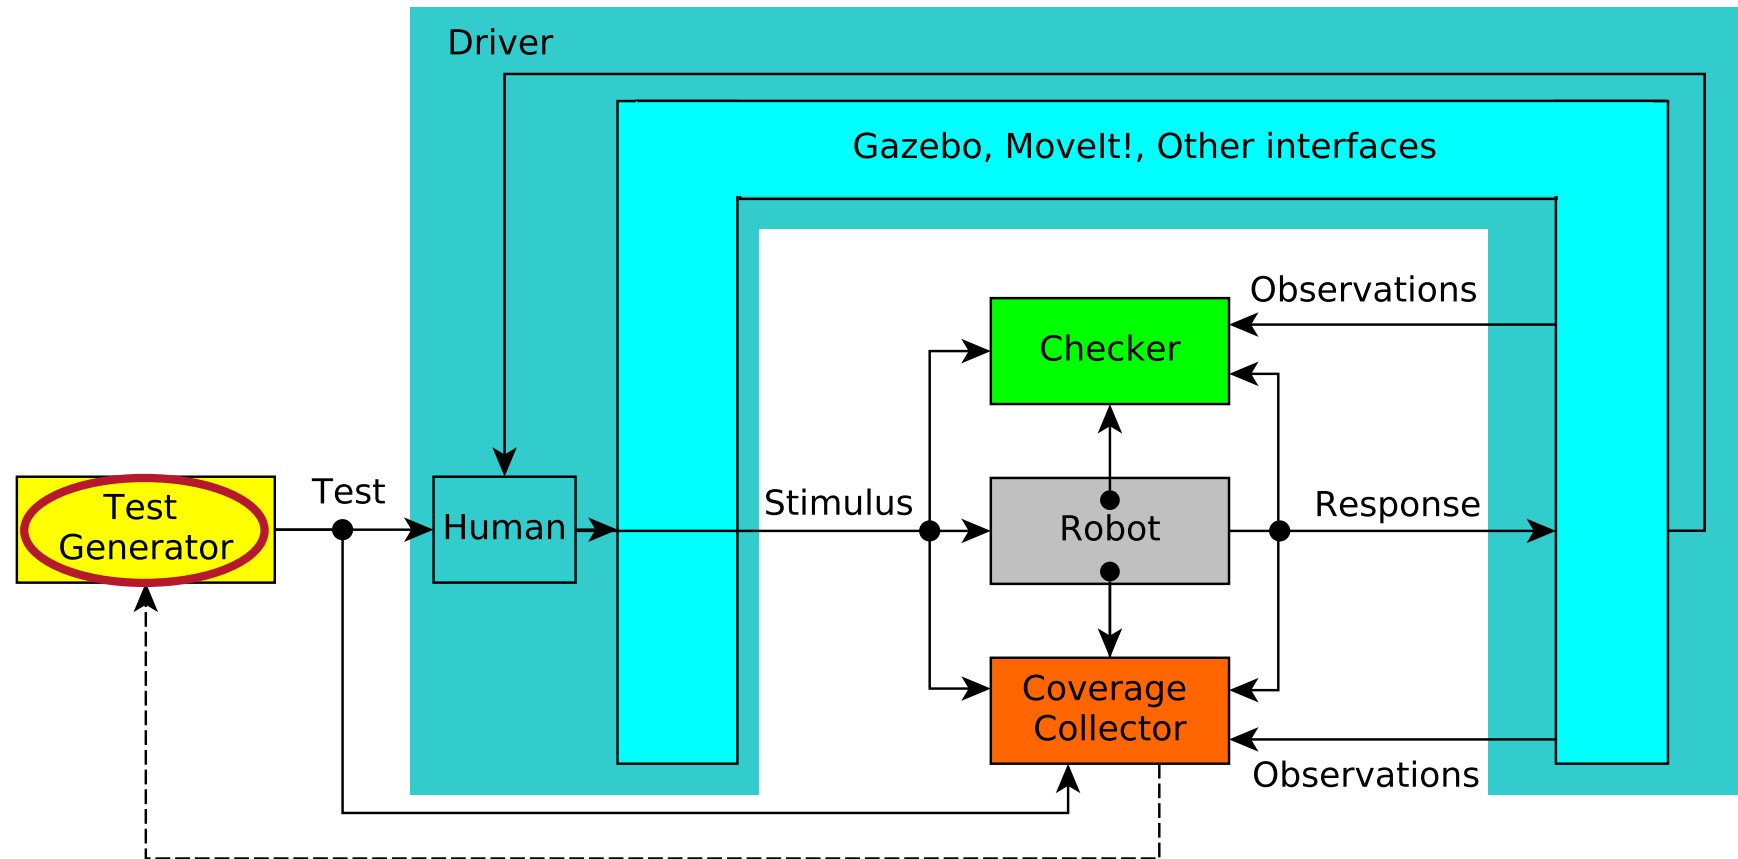 Driver
Gazebo, MoveIt!, Other interfaces
Observations
Checker
Test
Test
Generator
Human
Stimulus
Robot
Response
Coverage
Collector
Observations